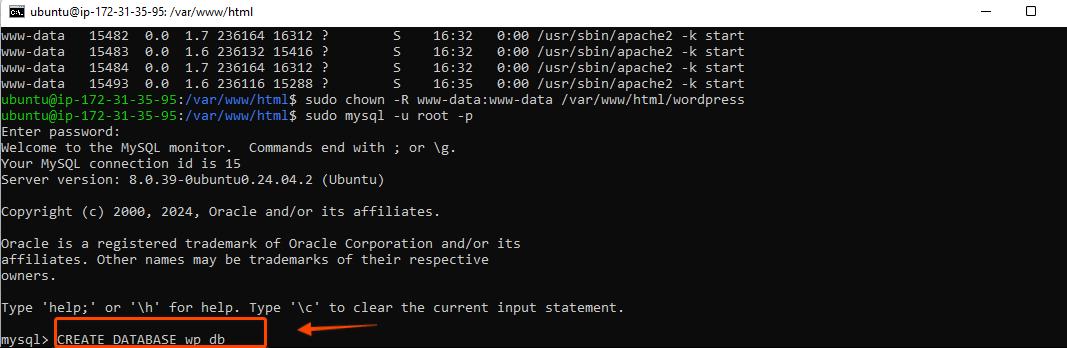 ubuntu@ip-172-31-35-95: /var/www/html
www-data   15482  0.0  1.7 236164 16312 ?        S    16:32   0:00 /usr/sbin/apache2 -k start
www-data   15483  0.0  1.6 236132 15416 ?        S    16:32   0:00 /usr/sbin/apache2 -k start
www-data   15484  0.0  1.7 236164 16312 ?        S    16:32   0:00 /usr/sbin/apache2 -k start
www-data   15493  0.0  1.6 236116 15288 ?        S    16:35   0:00 /usr/sbin/apache2 -k start
ubuntu@ip-172-31-35-95:/var/www/html$ sudo chown -R www-data:www-data /var/www/html/wordpress
ubuntu@ip-172-31-35-95:/var/www/html$ sudo mysql -u root -p
Enter password:
Welcome to the MySQL monitor.  Commands end with ; or \g.
Your MySQL connection id is 15
Server version: 8.0.39-0ubuntu0.24.04.2 (Ubuntu)
Copyright (c) 2000, 2024, Oracle and/or its affiliates.
Oracle is a registered trademark of Oracle Corporation and/or its
affiliates. Other names may be trademarks of their respective
owners.
Type 'help;' or '\h' for help. Type '\c' to clear the current input statement.
mysql> CREATE DATABASE wp_db